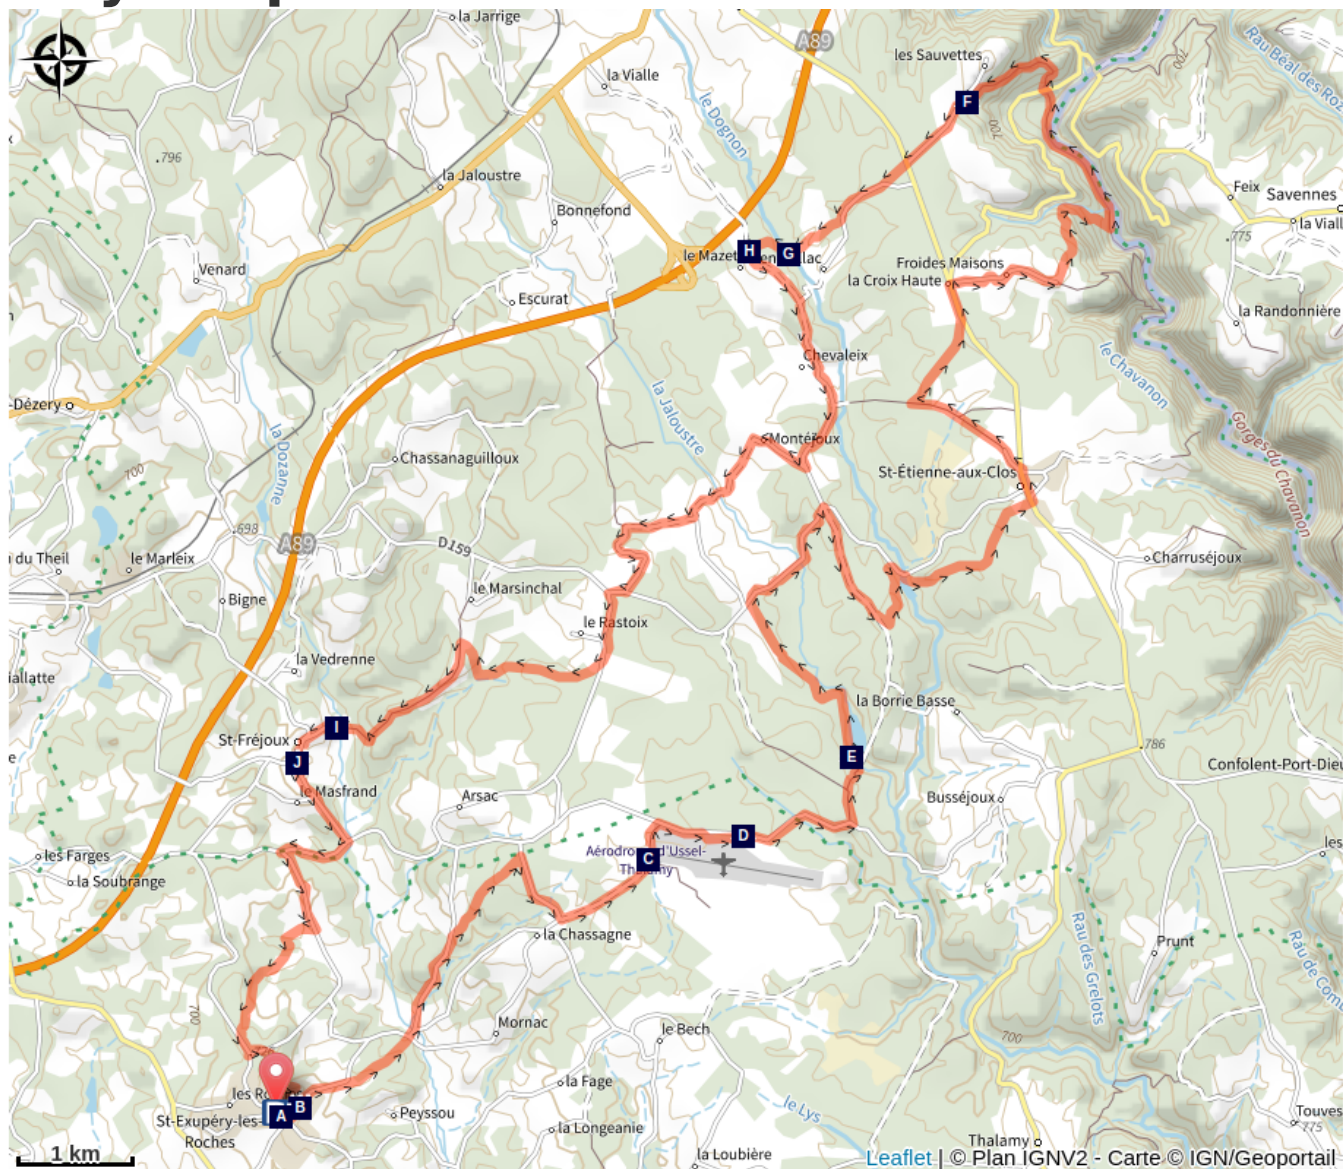 la Jarrige
A89
les Sauvettes
la Vialle
Rau Béal des Roz
700
F
le Dognon
700
.796
la Jaloustre
Feix
Savennes
Bonnefond
la Viall
.775
H
G
le Mazet
Froides Maisons
Venard
la Croix Haute
Escurat
la Randonnière
le Chavanon
Chevaleix
la Jaloustre
-Dézery
Gorges du Chavanon
la Dozanne
Montéjoux
Chassanaguilloux
700
St-Étienne-aux-Clos
.698
A89
D159
du Theil
le Marleix
Charruséjoux
le Marsinchal
Bigne
le Rastoix
la Vedrenne
iallatte
la Borrie Basse
I
St-Fréjoux
.786
E
J
Confolent-Port-Dieu
le Masfrand
Arsac
Busséjoux
D
les Farges
Aérodrome d'Ussel-
Thalamy
C
les
la Soubrange
la Chassagne
Prunt
Rau des Grelots
700
Mornac
le Bech
700
la Fage
les Ro
B
A
St-Exupéry-les-
Roches
Peyssou
le Lys
Touves
775
la Longeanie
Thalamy
1 km
la Loubière
Leaflet | © Plan IGNV2 - Carte © IGN/Geoportail